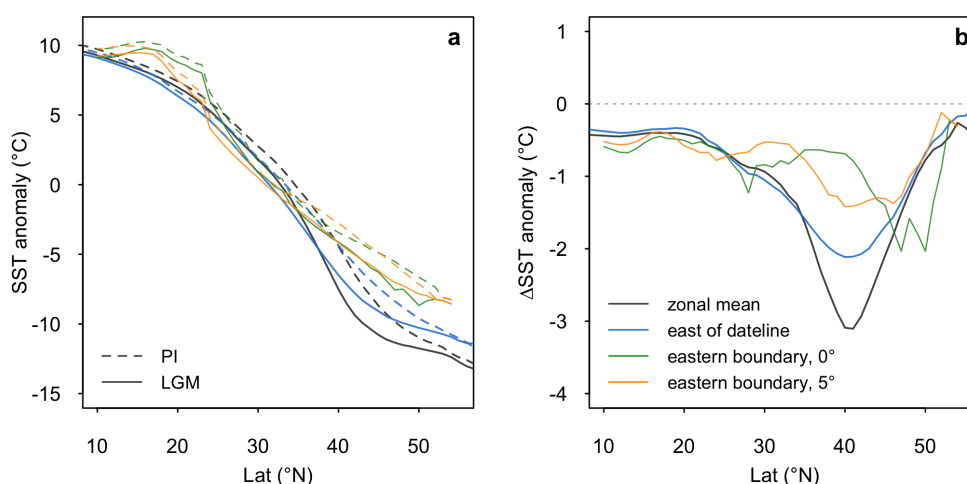 a
SST anomaly (°C)
10
5
0
-5
-10
-15
PI
LGM
10 20 30 40 50
Lat (°N)
b
ΔSST anomaly (°C)
1
0
-1
-2
-3
-4
zonal mean
east of dateline
eastern boundary, 0°
eastern boundary, 5°
10 20 30 40 50
Lat (°N)